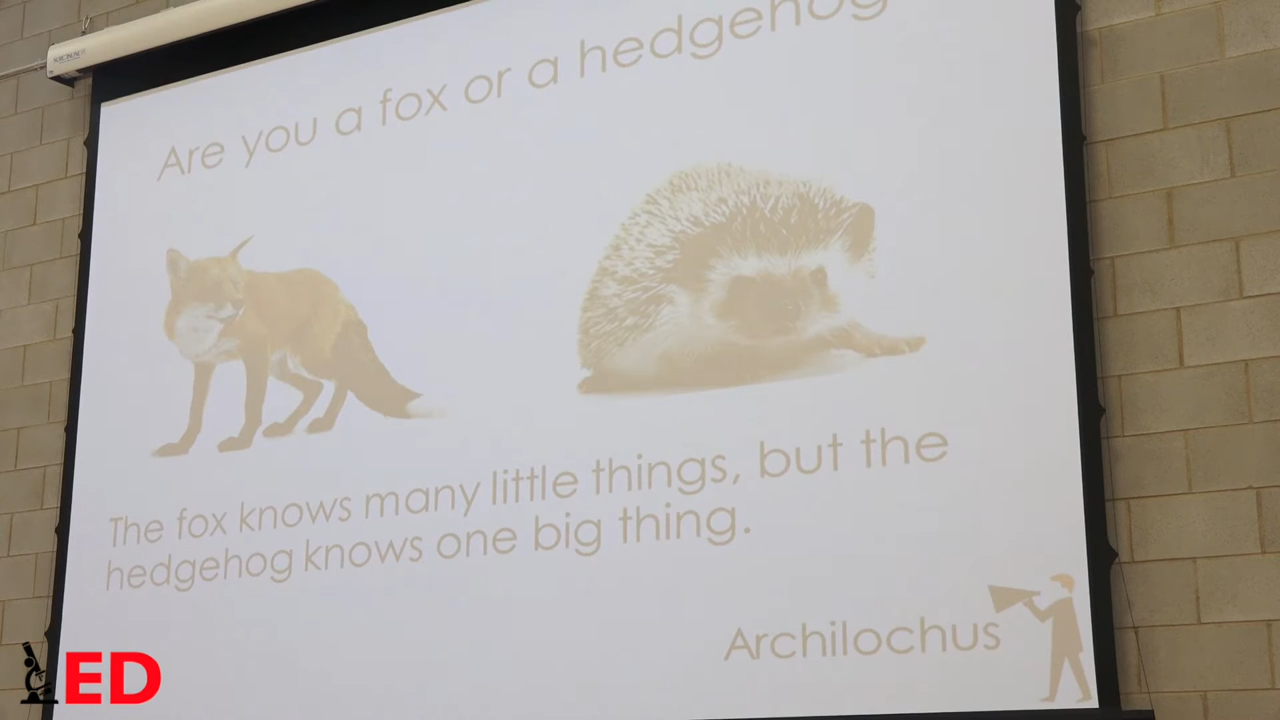 Are you a fox or a hedgehog
The fox knows many little things, but the
hedgehog knows one big thing.
Archilochus
ED